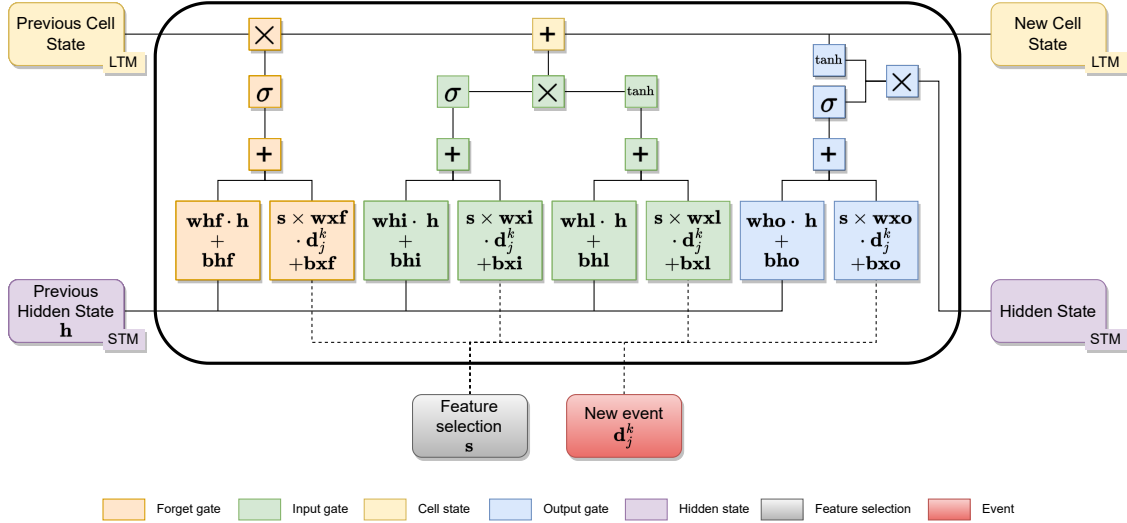 Previous Cell
State
LTM
×
+
New Cell
State
LTM
tanh
×
σ
σ
×
tanh
σ
+
+
+
+
whf · h
+
bhf
s × wxf
· d_j^k
+bxf
whi · h
+
bhi
s × wxi
· d_j^k
+bxi
whl · h
+
bhl
s × wxl
· d_j^k
+bxl
who · h
+
bho
s × wxo
· d_j^k
+bxo
Previous
Hidden State
h
STM
Hidden State
STM
Feature
selection
s
New event
d_j^k
Forget gate
Input gate
Cell state
Output gate
Hidden state
Feature selection
Event